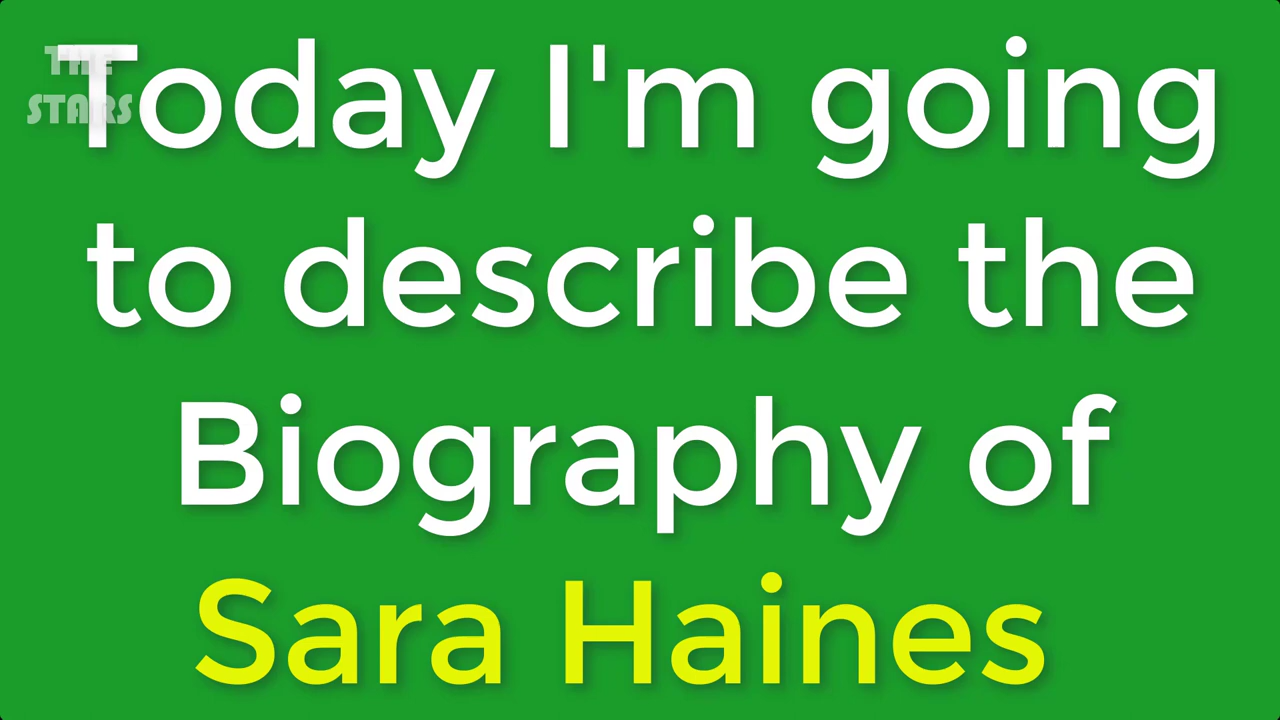 THE
STARS
Today I'm going
to describe the
Biography of
Sara Haines